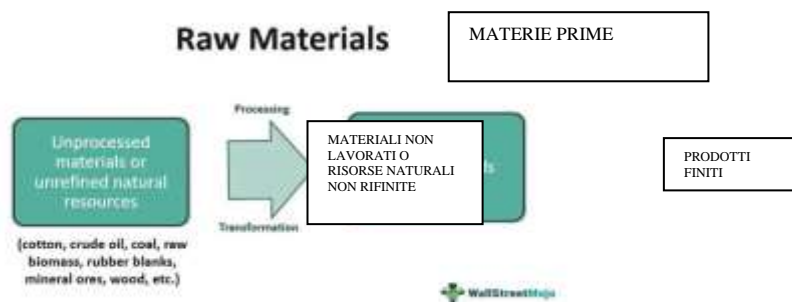 Raw Materials
MATERIE PRIME
Processing
Unprocessed
materials or
unrefined natural
resources
MATERIALI NON
LAVORATI O
RISORSE NATURALI
NON RIFINITE
PRODOTTI
FINITI
Transformation
(cotton, crude oil, coal, raw
biomass, rubber blanks,
mineral ores, wood, etc.)
WallStreetMojo